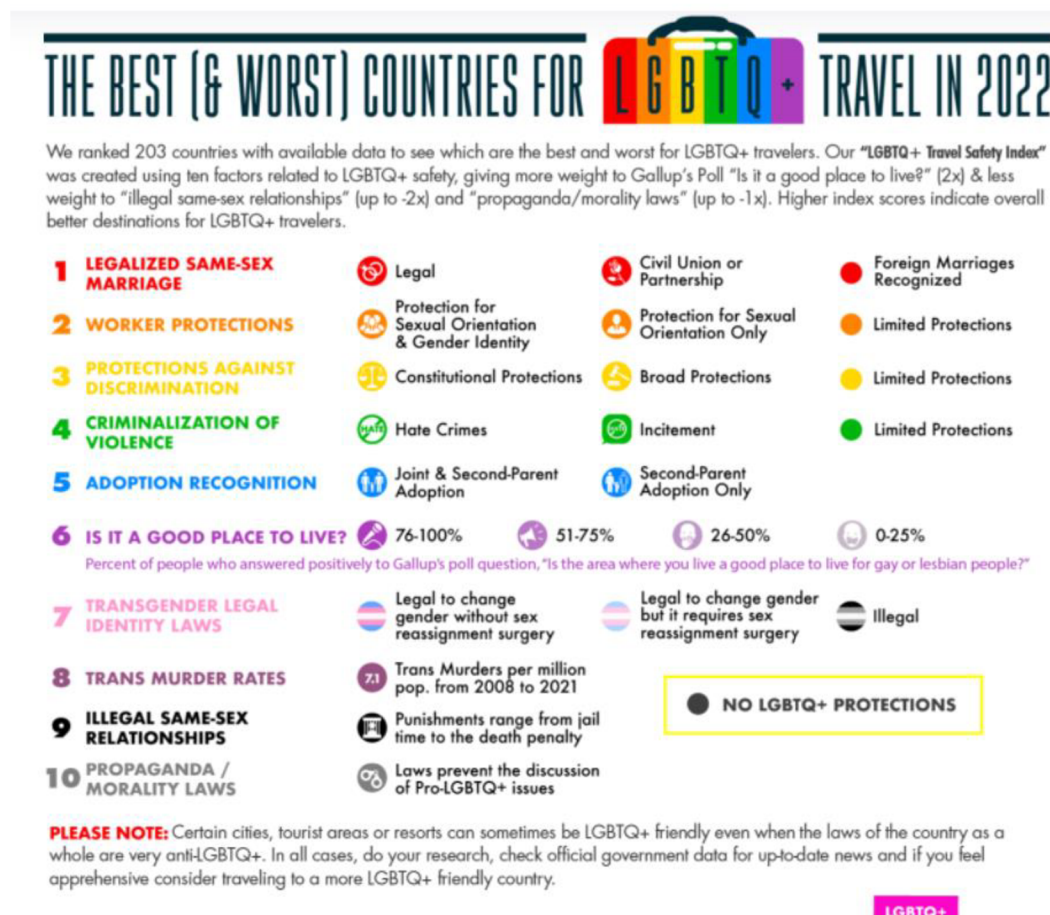 THE BEST (& WORST) COUNTRIES FOR LGBTQ+ TRAVEL IN 2022
We ranked 203 countries with available data to see which are the best and worst for LGBTQ+ travelers. Our “LGBTQ+ Travel Safety Index”
was created using ten factors related to LGBTQ+ safety, giving more weight to Gallup’s Poll “Is it a good place to live?” (2x) & less
weight to “illegal same-sex relationships” (up to -2x) and “propaganda/morality laws” (up to -1x). Higher index scores indicate overall
better destinations for LGBTQ+ travelers.
1 LEGALIZED SAME-SEX
MARRIAGE
Legal
Civil Union or
Partnership
Foreign Marriages
Recognized
2 WORKER PROTECTIONS
Protection for
Sexual Orientation
& Gender Identity
Protection for Sexual
Orientation Only
Limited Protections
3 PROTECTIONS AGAINST
DISCRIMINATION
Constitutional Protections
Broad Protections
Limited Protections
4 CRIMINALIZATION OF
VIOLENCE
HATE
Hate Crimes
Incitement
Limited Protections
5 ADOPTION RECOGNITION
Joint & Second-Parent
Adoption
Second-Parent
Adoption Only
6 IS IT A GOOD PLACE TO LIVE?
76-100%
51-75%
26-50%
0-25%
Percent of people who answered positively to Gallup's poll question, "Is the area where you live a good place to live for gay or lesbian people?"
7 TRANSGENDER LEGAL
IDENTITY LAWS
Legal to change
gender without sex
reassignment surgery
Legal to change gender
but it requires sex
reassignment surgery
Illegal
8 TRANS MURDER RATES
7.1
Trans Murders per million
pop. from 2008 to 2021
NO LGBTQ+ PROTECTIONS
9 ILLEGAL SAME-SEX
RELATIONSHIPS
Punishments range from jail
time to the death penalty
10 PROPAGANDA /
MORALITY LAWS
Laws prevent the discussion
of Pro-LGBTQ+ issues
PLEASE NOTE: Certain cities, tourist areas or resorts can sometimes be LGBTQ+ friendly even when the laws of the country as a
whole are very anti-LGBTQ+. In all cases, do your research, check official government data for up-to-date news and if you feel
apprehensive consider traveling to a more LGBTQ+ friendly country.
LGBTQ+